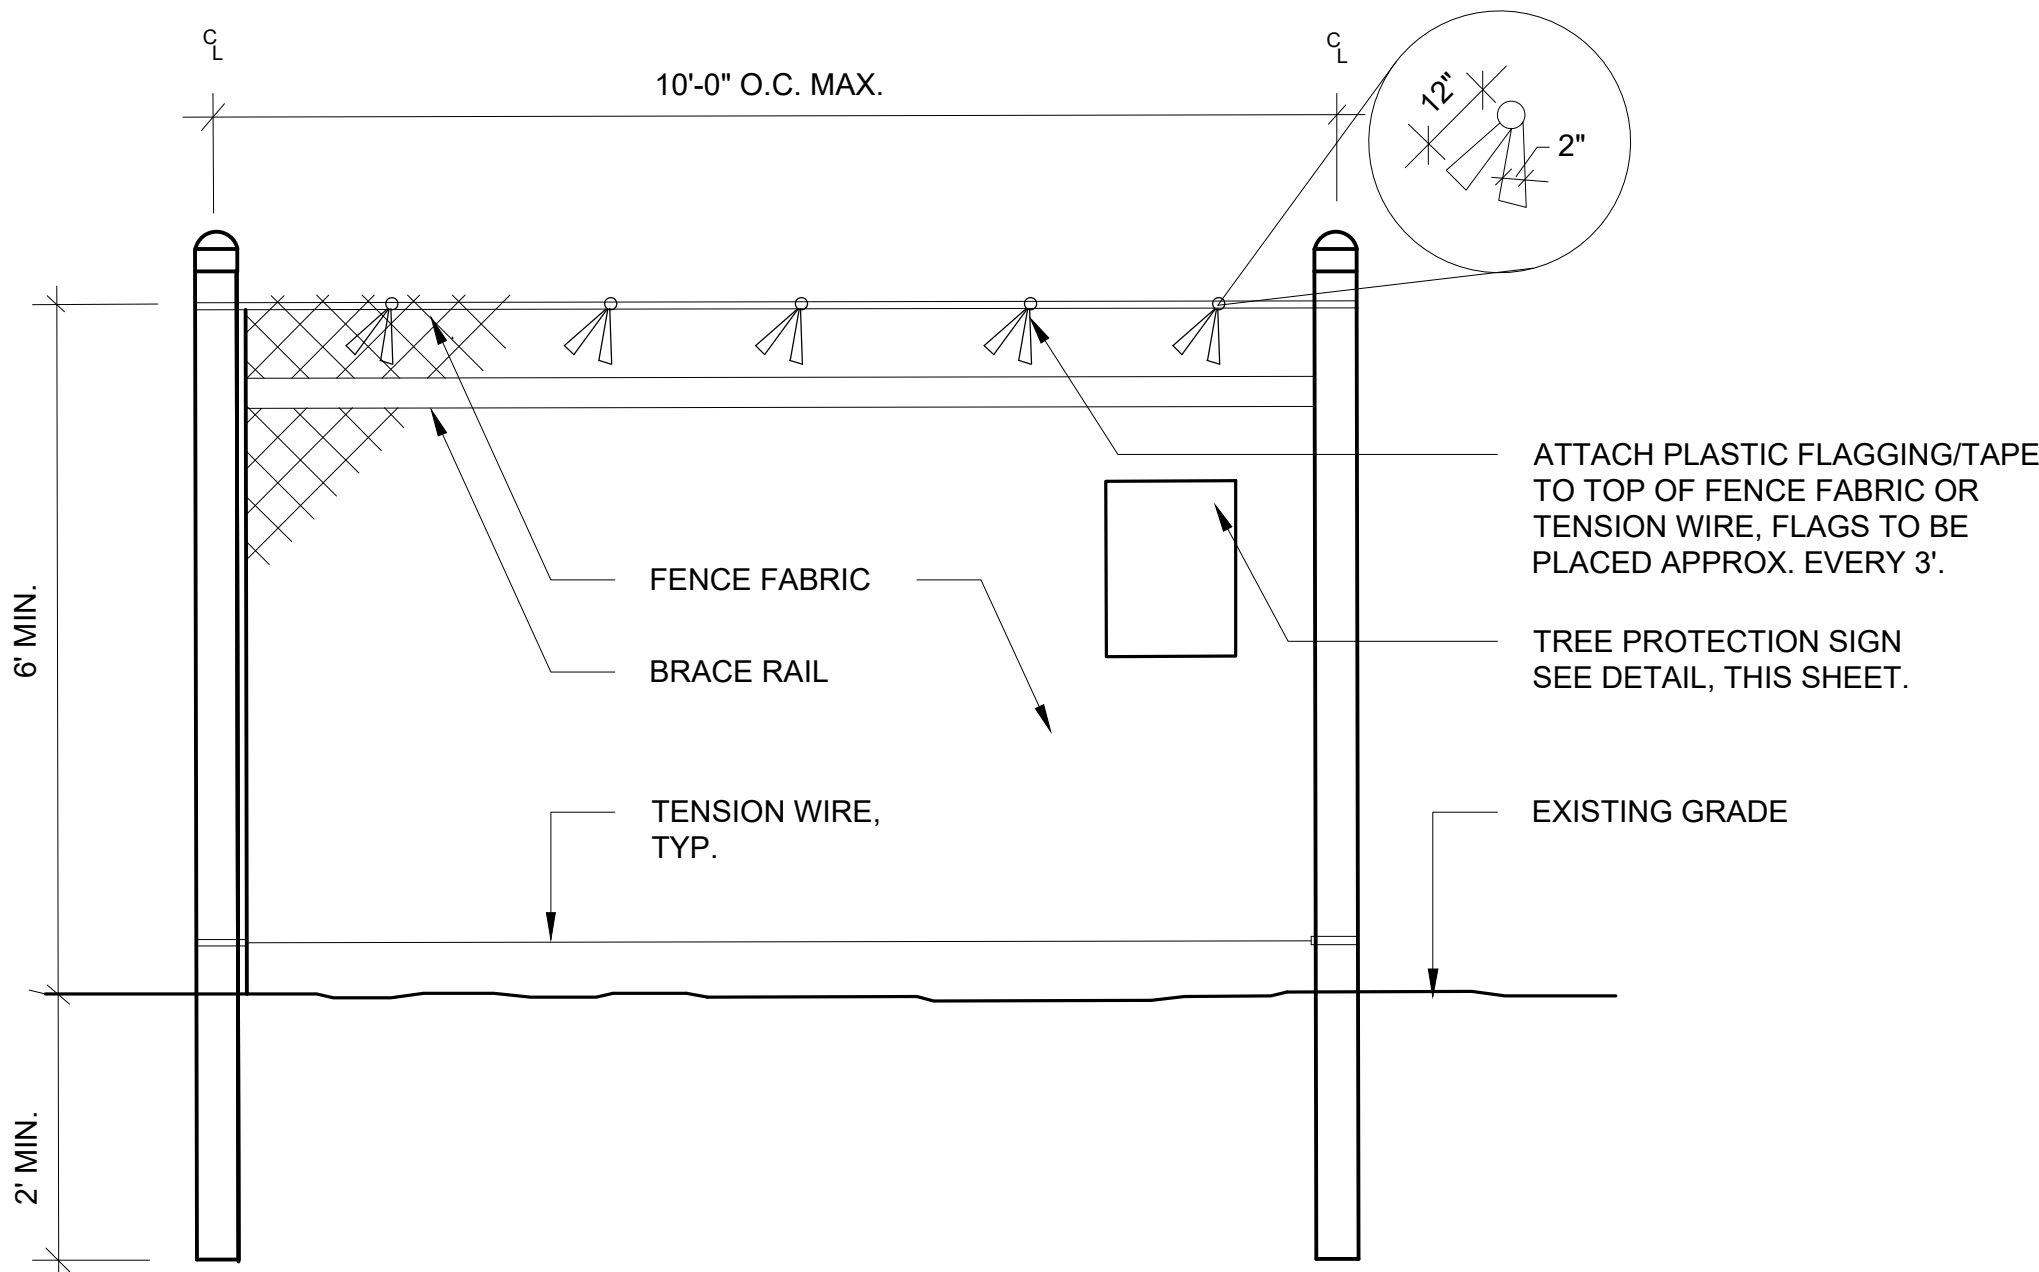 C
L
C
L
10'-0" O.C. MAX.
12"
2"
6' MIN.
ATTACH PLASTIC FLAGGING/TAPE
TO TOP OF FENCE FABRIC OR
TENSION WIRE, FLAGS TO BE
PLACED APPROX. EVERY 3'.
FENCE FABRIC
TREE PROTECTION SIGN
SEE DETAIL, THIS SHEET.
BRACE RAIL
TENSION WIRE,
TYP.
EXISTING GRADE
2' MIN.